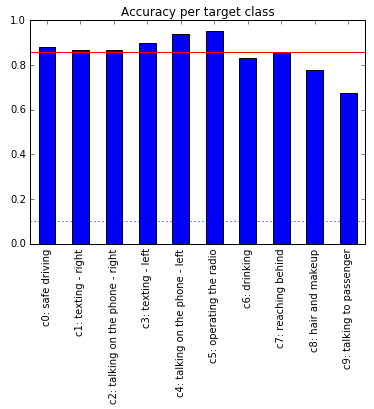 Accuracy per target class
1.0
0.8
0.6
0.4
0.2
0.0
c0: safe driving
c1: texting - right
c2: talking on the phone - right
c3: texting - left
c4: talking on the phone - left
c5: operating the radio
c6: drinking
c7: reaching behind
c8: hair and makeup
c9: talking to passenger